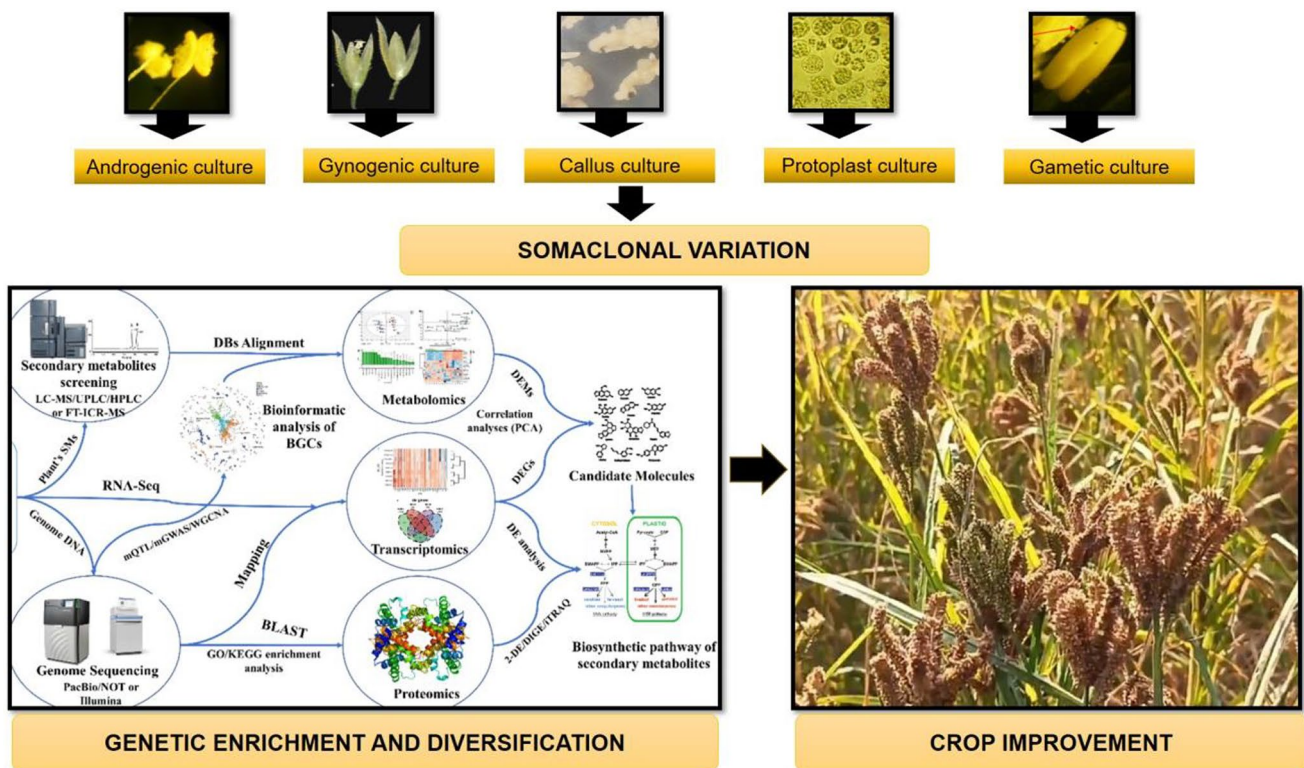 Androgenic culture
Gynogenic culture
Callus culture
Protoplast culture
Gametic culture
SOMACLONAL VARIATION
Secondary metabolites
screening
LC-MS/UPLC/HPLC
or FT-ICR-MS
DBs Alignment
Bioinformatic
analysis of
BGCs
Metabolomics
DEMs
Correlation
analyses (PCA)
DEGs
Candidate Molecules
Plant's SMs
RNA-Seq
Genome DNA
mQTL/mGWAS/WGCNA
Mapping
Transcriptomics
DE analysis
CYTOSOL
PLASTID
Biosynthetic pathway of
secondary metabolites
BLAST
GO/KEGG enrichment
analysis
2-DE/DIGE/iTRAQ
Genome Sequencing
PacBio/NOT or
Illumina
Proteomics
GENETIC ENRICHMENT AND DIVERSIFICATION
CROP IMPROVEMENT